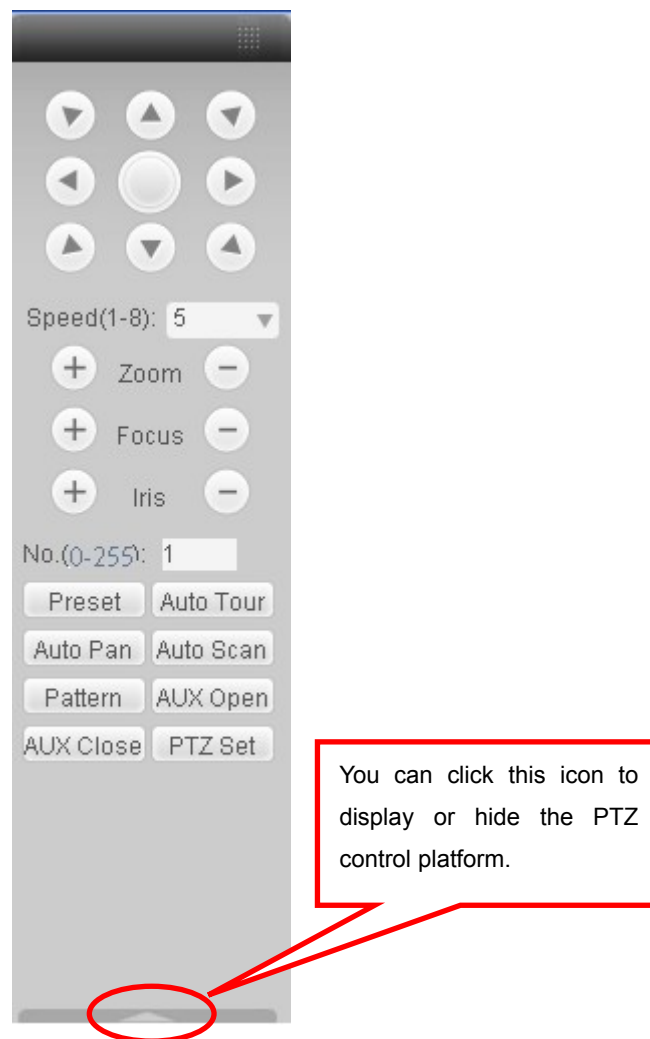 Speed(1-8): 5
+ Zoom −
+ Focus −
+ Iris −
No.(0-255): 1
Preset Auto Tour
Auto Pan Auto Scan
Pattern AUX Open
AUX Close PTZ Set
You can click this icon to
display or hide the PTZ
control platform.